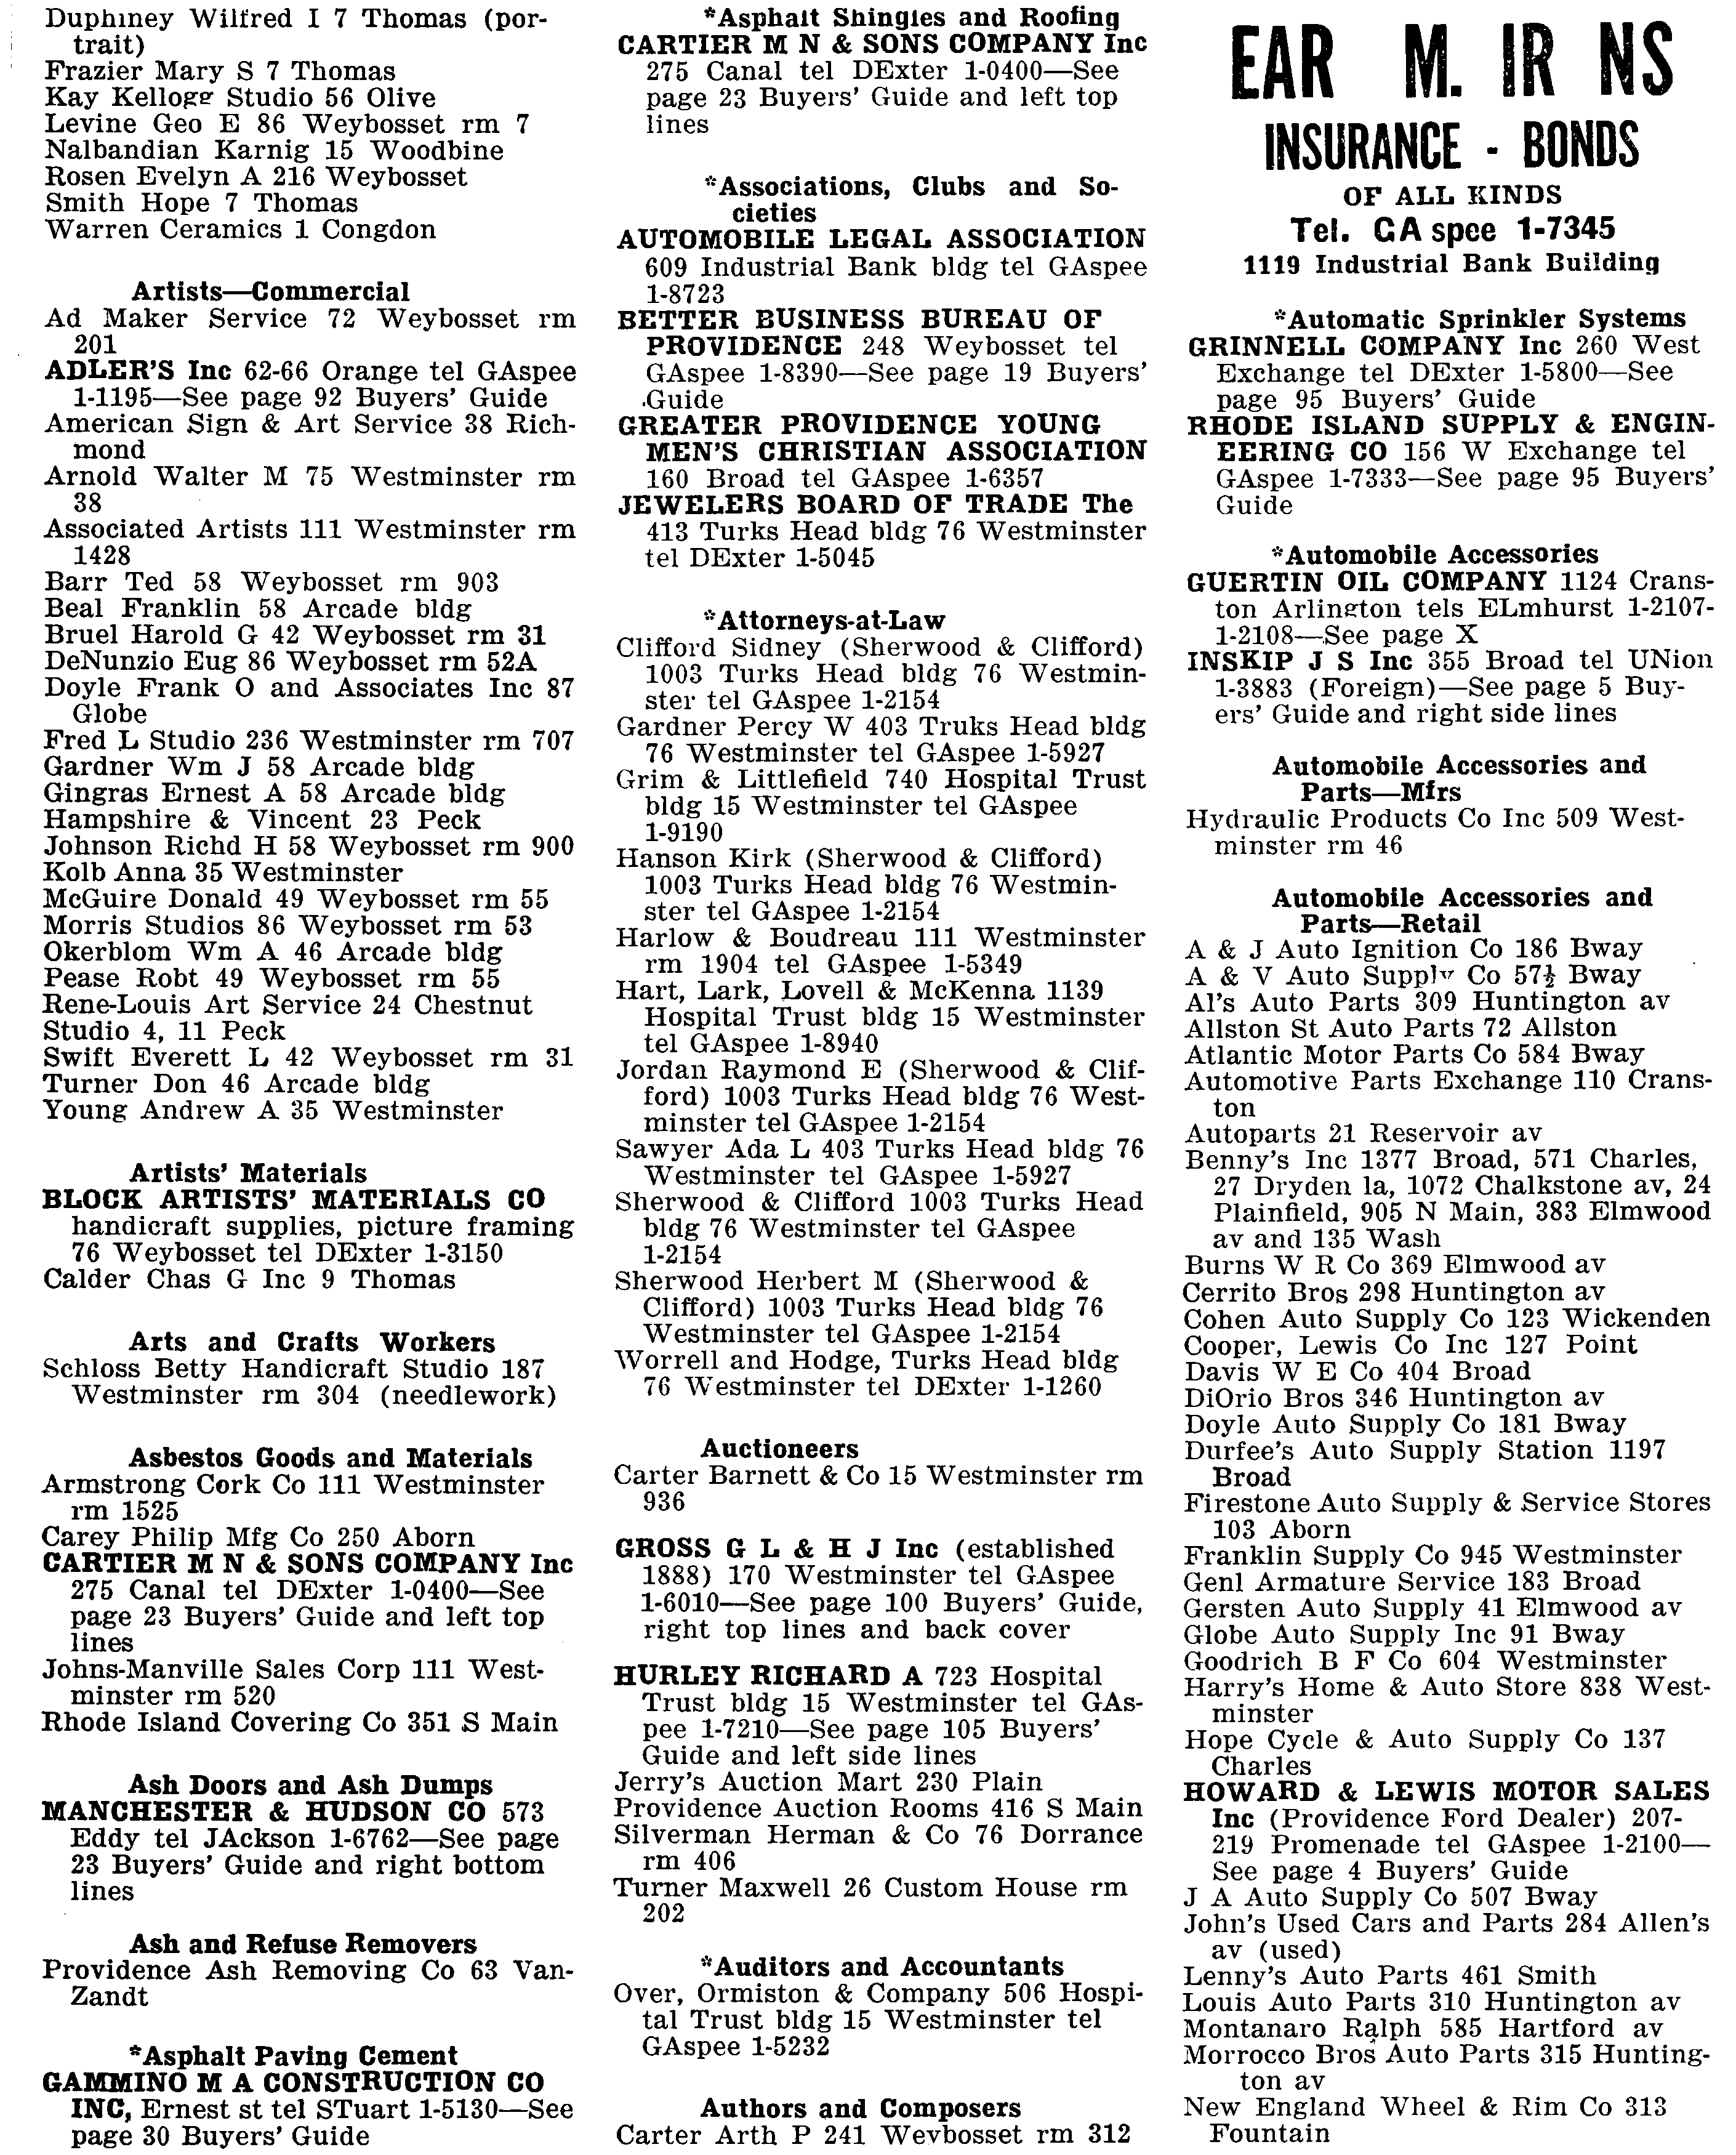 Duphiney Wilfred I 7 Thomas (por-
trait)
Frazier Mary S 7 Thomas
Kay Kellogg Studio 56 Olive
Levine Geo E 86 Weybosset rm 7
Nalbandian Karnig 15 Woodbine
Rosen Evelyn A 216 Weybosset
Smith Hope 7 Thomas
Warren Ceramics 1 Congdon
Artists—Commercial
Ad Maker Service 72 Weybosset rm
201
ADLER'S Inc 62-66 Orange tel GAspee
1-1195—See page 92 Buyers' Guide
American Sign & Art Service 38 Rich-
mond
Arnold Walter M 75 Westminster rm
38
Associated Artists 111 Westminster rm
1428
Barr Ted 58 Weybosset rm 903
Beal Franklin 58 Arcade bldg
Bruel Harold G 42 Weybosset rm 31
DeNunzio Eug 86 Weybosset rm 52A
Doyle Frank O and Associates Inc 87
Globe
Fred L Studio 236 Westminster rm 707
Gardner Wm J 58 Arcade bldg
Gingras Ernest A 58 Arcade bldg
Hampshire & Vincent 23 Peck
Johnson Richd H 58 Weybosset rm 900
Kolb Anna 35 Westminster
McGuire Donald 49 Weybosset rm 55
Morris Studios 86 Weybosset rm 53
Okerblom Wm A 46 Arcade bldg
Pease Robt 49 Weybosset rm 55
Rene-Louis Art Service 24 Chestnut
Studio 4, 11 Peck
Swift Everett L 42 Weybosset rm 31
Turner Don 46 Arcade bldg
Young Andrew A 35 Westminster
Artists' Materials
BLOCK ARTISTS' MATERIALS CO
handicraft supplies, picture framing
76 Weybosset tel DExter 1-3150
Calder Chas G Inc 9 Thomas
Arts and Crafts Workers
Schloss Betty Handicraft Studio 187
Westminster rm 304 (needlework)
Asbestos Goods and Materials
Armstrong Cork Co 111 Westminster
rm 1525
Carey Philip Mfg Co 250 Aborn
CARTIER M N & SONS COMPANY Inc
275 Canal tel DExter 1-0400—See
page 23 Buyers' Guide and left top
lines
Johns-Manville Sales Corp 111 West-
minster rm 520
Rhode Island Covering Co 351 S Main
Ash Doors and Ash Dumps
MANCHESTER & HUDSON CO 573
Eddy tel JAckson 1-6762—See page
23 Buyers' Guide and right bottom
lines
Ash and Refuse Removers
Providence Ash Removing Co 63 Van-
Zandt
*Asphalt Paving Cement
GAMMINO M A CONSTRUCTION CO
INC, Ernest st tel STuart 1-5130—See
page 30 Buyers' Guide
*Asphalt Shingles and Roofing
CARTIER M N & SONS COMPANY Inc
275 Canal tel DExter 1-0400—See
page 23 Buyers' Guide and left top
lines
*Associations, Clubs and So-
cieties
AUTOMOBILE LEGAL ASSOCIATION
609 Industrial Bank bldg tel GAspee
1-8723
BETTER BUSINESS BUREAU OF
PROVIDENCE 248 Weybosset tel
GAspee 1-8390—See page 19 Buyers'
Guide
GREATER PROVIDENCE YOUNG
MEN'S CHRISTIAN ASSOCIATION
160 Broad tel GAspee 1-6357
JEWELERS BOARD OF TRADE The
413 Turks Head bldg 76 Westminster
tel DExter 1-5045
*Attorneys-at-Law
Clifford Sidney (Sherwood & Clifford)
1003 Turks Head bldg 76 Westmin-
ster tel GAspee 1-2154
Gardner Percy W 403 Truks Head bldg
76 Westminster tel GAspee 1-5927
Grim & Littlefield 740 Hospital Trust
bldg 15 Westminster tel GAspee
1-9190
Hanson Kirk (Sherwood & Clifford)
1003 Turks Head bldg 76 Westmin-
ster tel GAspee 1-2154
Harlow & Boudreau 111 Westminster
rm 1904 tel GAspee 1-5349
Hart, Lark, Lovell & McKenna 1139
Hospital Trust bldg 15 Westminster
tel GAspee 1-8940
Jordan Raymond E (Sherwood & Clif-
ford) 1003 Turks Head bldg 76 West-
minster tel GAspee 1-2154
Sawyer Ada L 403 Turks Head bldg 76
Westminster tel GAspee 1-5927
Sherwood & Clifford 1003 Turks Head
bldg 76 Westminster tel GAspee
1-2154
Sherwood Herbert M (Sherwood &
Clifford) 1003 Turks Head bldg 76
Westminster tel GAspee 1-2154
Worrell and Hodge, Turks Head bldg
76 Westminster tel DExter 1-1260
Auctioneers
Carter Barnett & Co 15 Westminster rm
936
GROSS G L & H J Inc (established
1888) 170 Westminster tel GAspee
1-6010—See page 100 Buyers' Guide,
right top lines and back cover
HURLEY RICHARD A 723 Hospital
Trust bldg 15 Westminster tel GAs-
pee 1-7210—See page 105 Buyers'
Guide and left side lines
Jerry's Auction Mart 230 Plain
Providence Auction Rooms 416 S Main
Silverman Herman & Co 76 Dorrance
rm 406
Turner Maxwell 26 Custom House rm
202
*Auditors and Accountants
Over, Ormiston & Company 506 Hospi-
tal Trust bldg 15 Westminster tel
GAspee 1-5232
Authors and Composers
Carter Arth P 241 Weybosset rm 312
EAR M. IR NS
INSURANCE - BONDS
OF ALL KINDS
Tel. GA spee 1-7345
1119 Industrial Bank Building
*Automatic Sprinkler Systems
GRINNELL COMPANY Inc 260 West
Exchange tel DExter 1-5800—See
page 95 Buyers' Guide
RHODE ISLAND SUPPLY & ENGIN-
EERING CO 156 W Exchange tel
GAspee 1-7333—See page 95 Buyers'
Guide
*Automobile Accessories
GUERTIN OIL COMPANY 1124 Crans-
ton Arlington tels ELmhurst 1-2107-
1-2108—See page X
INSKIP J S Inc 355 Broad tel UNion
1-3883 (Foreign)—See page 5 Buy-
ers' Guide and right side lines
Automobile Accessories and
Parts—Mfrs
Hydraulic Products Co Inc 509 West-
minster rm 46
Automobile Accessories and
Parts—Retail
A & J Auto Ignition Co 186 Bway
A & V Auto Supply Co 57½ Bway
Al's Auto Parts 309 Huntington av
Allston St Auto Parts 72 Allston
Atlantic Motor Parts Co 584 Bway
Automotive Parts Exchange 110 Crans-
ton
Autoparts 21 Reservoir av
Benny's Inc 1377 Broad, 571 Charles,
27 Dryden la, 1072 Chalkstone av, 24
Plainfield, 905 N Main, 383 Elmwood
av and 135 Wash
Burns W R Co 369 Elmwood av
Cerrito Bros 298 Huntington av
Cohen Auto Supply Co 123 Wickenden
Cooper, Lewis Co Inc 127 Point
Davis W E Co 404 Broad
DiOrio Bros 346 Huntington av
Doyle Auto Supply Co 181 Bway
Durfee's Auto Supply Station 1197
Broad
Firestone Auto Supply & Service Stores
103 Aborn
Franklin Supply Co 945 Westminster
Genl Armature Service 183 Broad
Gersten Auto Supply 41 Elmwood av
Globe Auto Supply Inc 91 Bway
Goodrich B F Co 604 Westminster
Harry's Home & Auto Store 838 West-
minster
Hope Cycle & Auto Supply Co 137
Charles
HOWARD & LEWIS MOTOR SALES
Inc (Providence Ford Dealer) 207-
219 Promenade tel GAspee 1-2100—
See page 4 Buyers' Guide
J A Auto Supply Co 507 Bway
John's Used Cars and Parts 284 Allen's
av (used)
Lenny's Auto Parts 461 Smith
Louis Auto Parts 310 Huntington av
Montanaro Ralph 585 Hartford av
Morrocco Bros Auto Parts 315 Hunting-
ton av
New England Wheel & Rim Co 313
Fountain